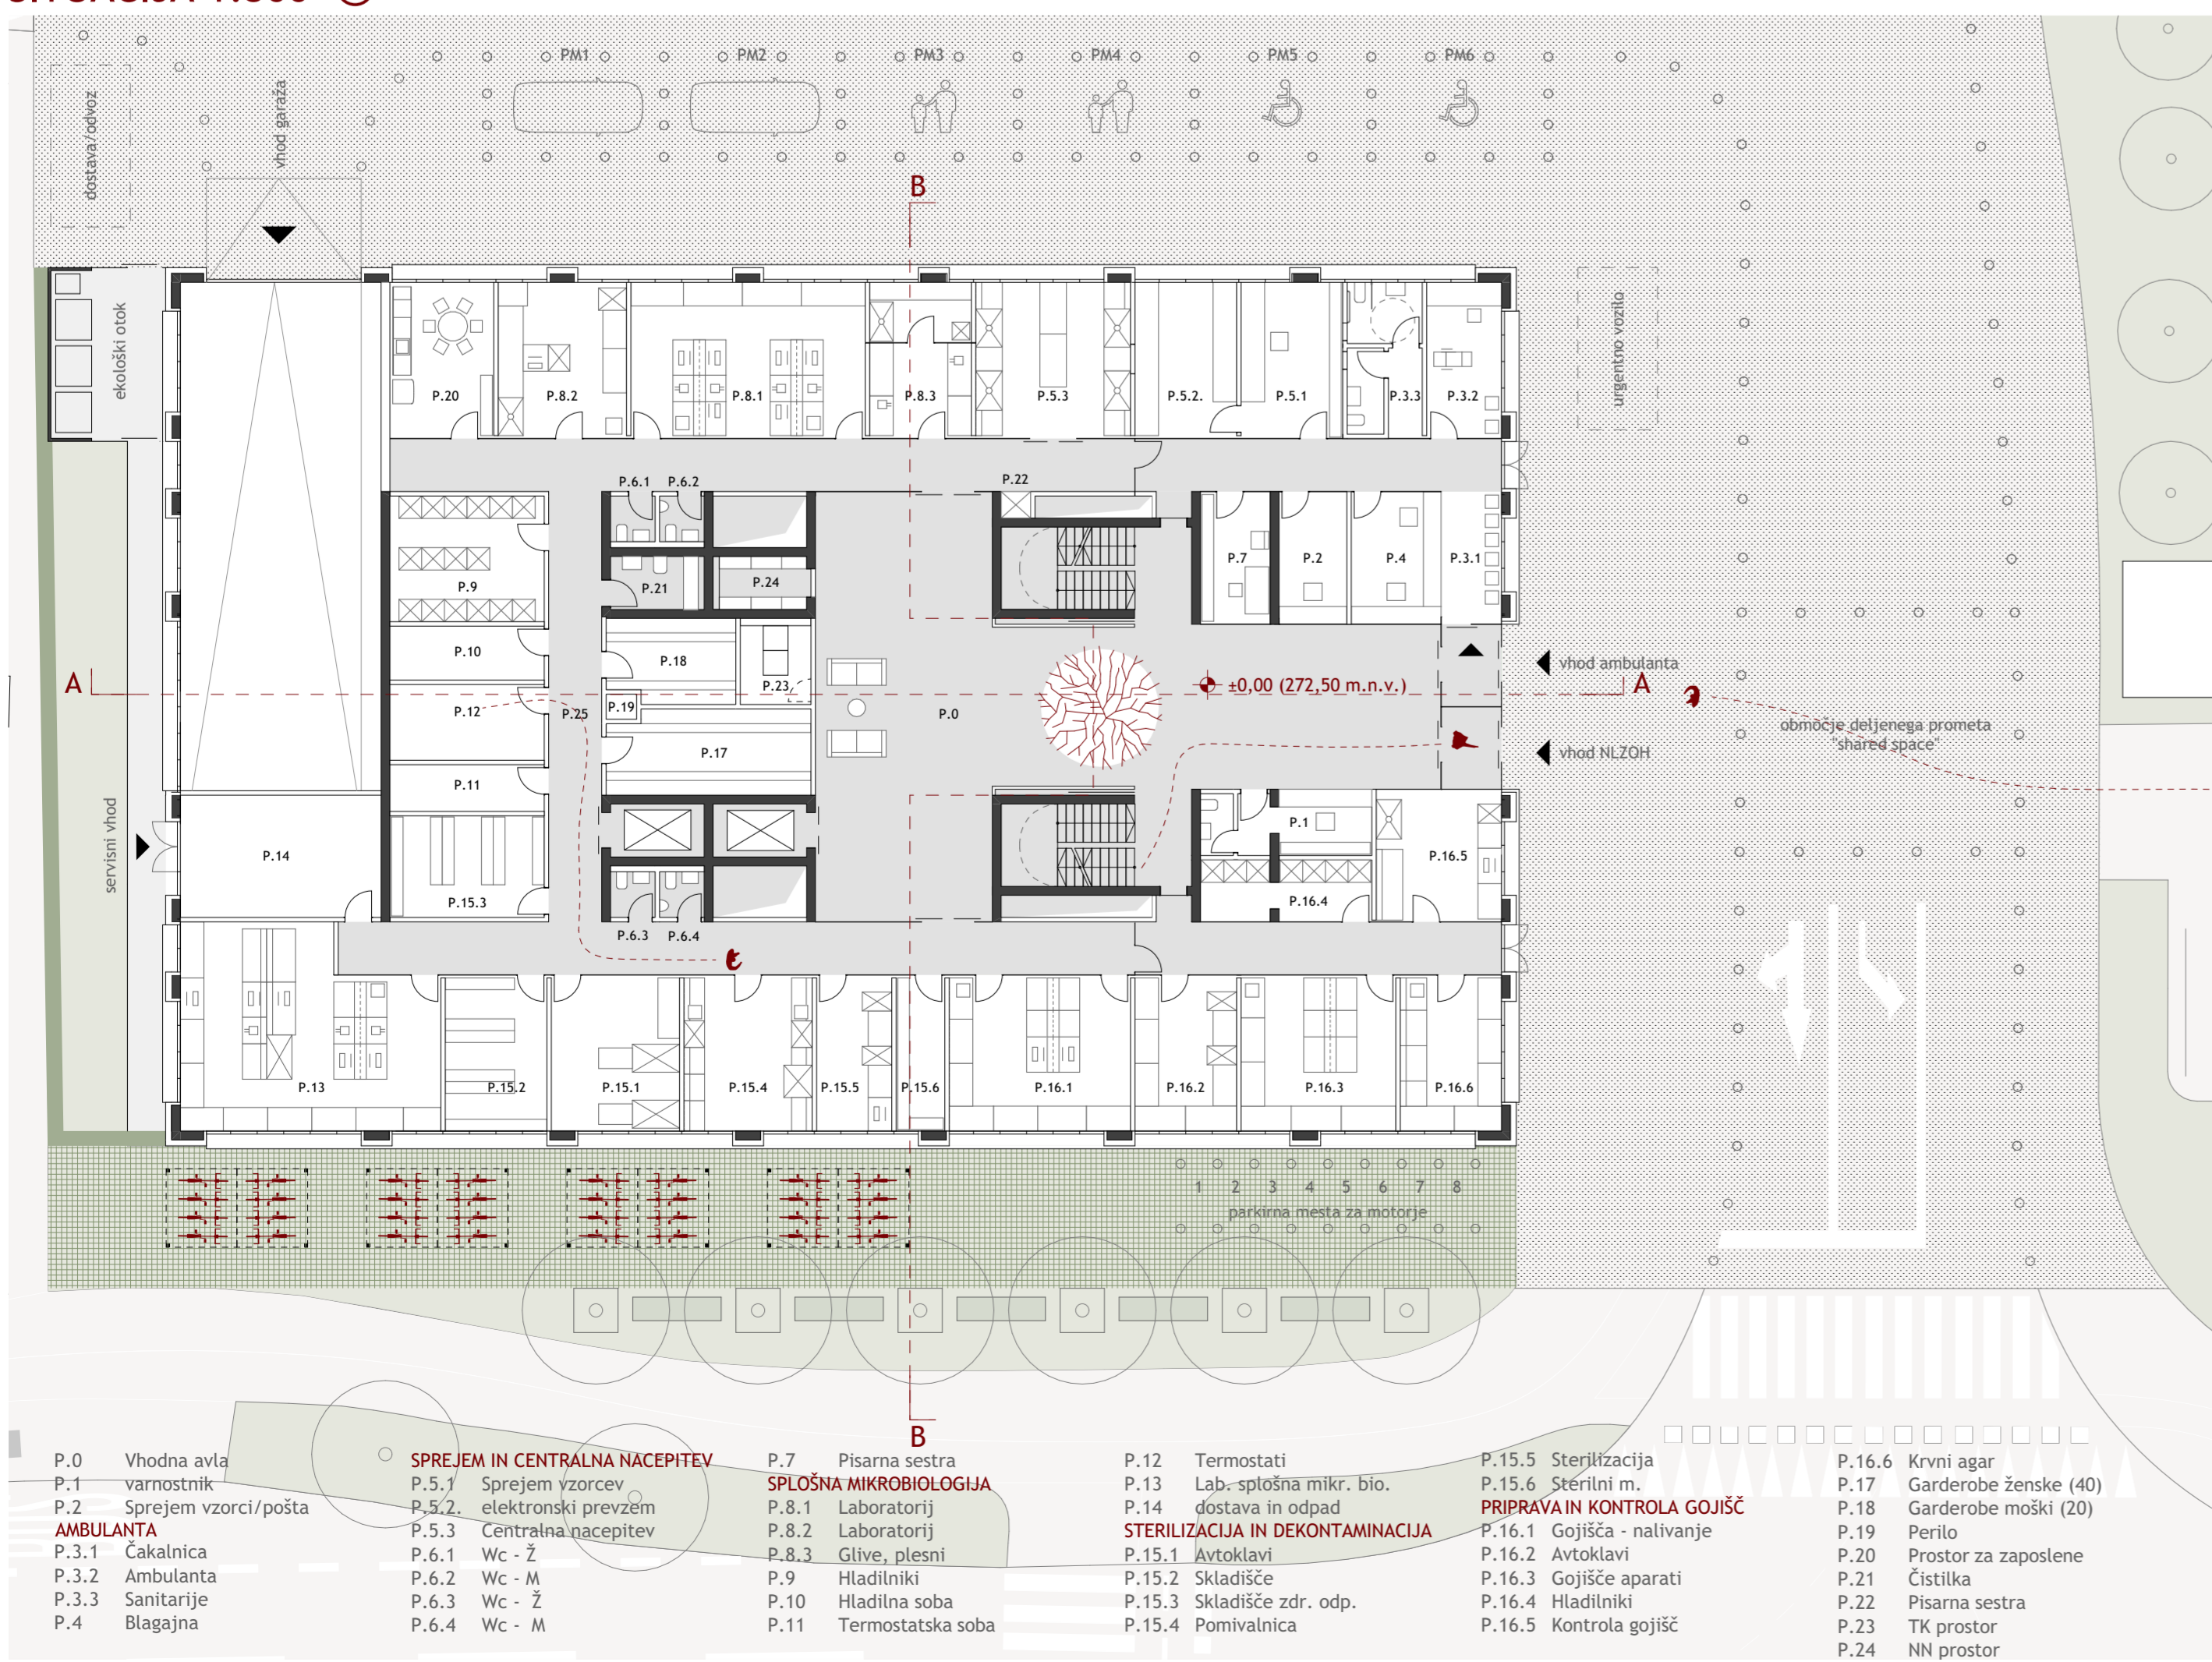 PM1
PM2
PM3
PM4
PM5
PM6
dostava/odvoz
vhod garaža
B
ekološki otok
urgentno vozilo
P.20
P.8.2
P.8.1
P.8.3
P.5.3
P.5.2.
P.5.1
P.3.3
P.3.2
P.6.1
P.6.2
P.22
P.9
P.21
P.24
P.7
P.2
P.4
P.3.1
P.10
P.18
vhod ambulanta
A
P.23
±0,00 (272,50 m.n.v.)
A
P.12
P.25
P.19
P.0
območje deljenega prometa
"shared space"
P.17
vhod NLZOH
P.11
servisni vhod
P.14
P.1
P.16.5
P.15.3
P.16.4
P.6.3
P.6.4
P.13
P.15.2
P.15.1
P.15.4
P.15.5
P.15.6
P.16.1
P.16.2
P.16.3
P.16.6
1 2 3 4 5 6 7 8
parkirna mesta za motorje
B
P.0 Vhodna avla
P.1 varnostnik
P.2 Sprejem vzorci/pošta
AMBULANTA
P.3.1 Čakalnica
P.3.2 Ambulanta
P.3.3 Sanitarije
P.4 Blagajna
SPREJEM IN CENTRALNA NACEPITEV
P.5.1 Sprejem vzorcev
P.5.2. elektronski prevzem
P.5.3 Centralna nacepitev
P.6.1 Wc - Ž
P.6.2 Wc - M
P.6.3 Wc - Ž
P.6.4 Wc - M
P.7 Pisarna sestra
SPLOŠNA MIKROBIOLOGIJA
P.8.1 Laboratorij
P.8.2 Laboratorij
P.8.3 Glive, plesni
P.9 Hladilniki
P.10 Hladilna soba
P.11 Termostatska soba
P.12 Termostati
P.13 Lab. splošna mikr. bio.
P.14 dostava in odpad
STERILIZACIJA IN DEKONTAMINACIJA
P.15.1 Avtoklavi
P.15.2 Skladišče
P.15.3 Skladišče zdr. odp.
P.15.4 Pomivalnica
P.15.5 Sterilizacija
P.15.6 Sterilni m.
PRIPRAVA IN KONTROLA GOJIŠČ
P.16.1 Gojišča - nalivanje
P.16.2 Avtoklavi
P.16.3 Gojišče aparati
P.16.4 Hladilniki
P.16.5 Kontrola gojišč
P.16.6 Krvni agar
P.17 Garderobe ženske (40)
P.18 Garderobe moški (20)
P.19 Perilo
P.20 Prostor za zaposlene
P.21 Čistilka
P.22 Pisarna sestra
P.23 TK prostor
P.24 NN prostor